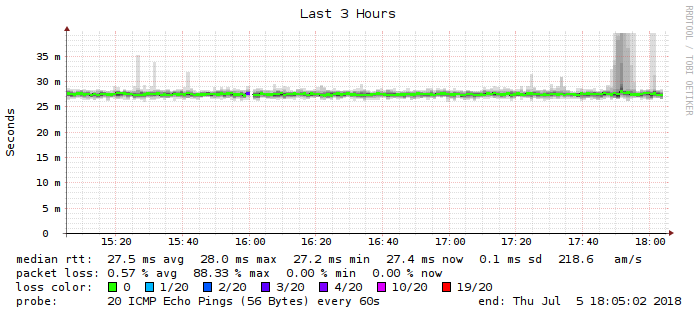 Last 3 Hours
RRDTOOL / TOBI OETIKER
Seconds
35 m
30 m
25 m
20 m
15 m
10 m
5 m
0
15:20 15:40 16:00 16:20 16:40 17:00 17:20 17:40 18:00
median rtt: 27.5 ms avg 28.0 ms max 27.2 ms min 27.4 ms now 0.1 ms sd 218.6 am/s
packet loss: 0.57 % avg 88.33 % max 0.00 % min 0.00 % now
loss color: 0 1/20 2/20 3/20 4/20 10/20 19/20
probe: 20 ICMP Echo Pings (56 Bytes) every 60s end: Thu Jul 5 18:05:02 2018